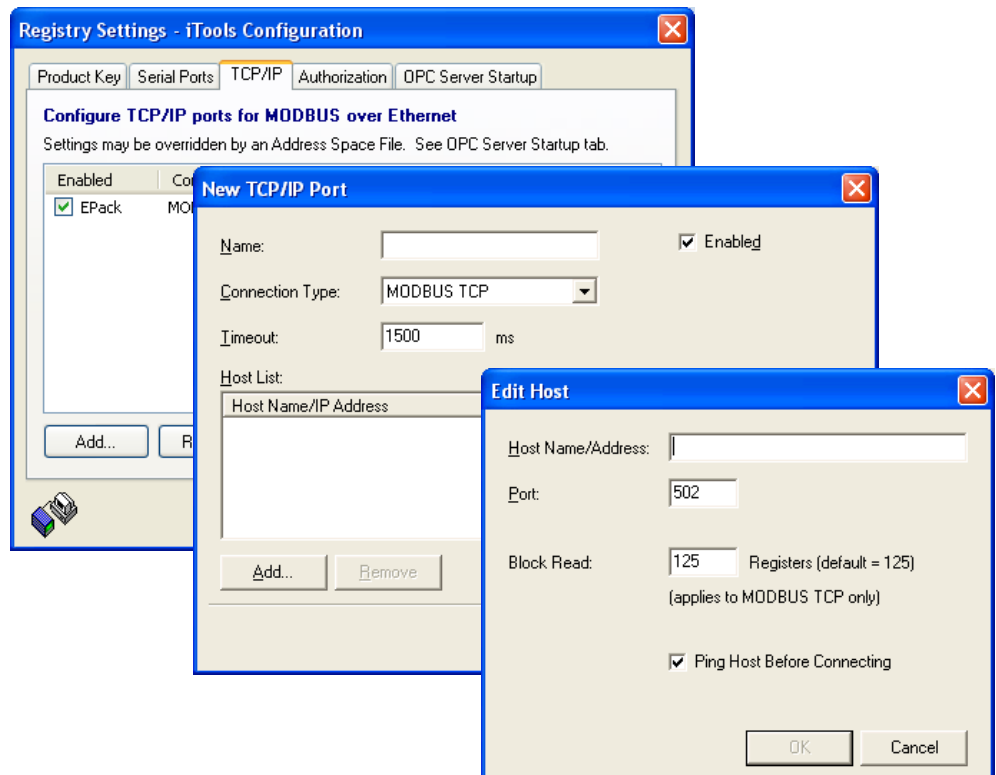 Registry Settings - iTools Configuration
Product Key Serial Ports TCP/IP Authorization OPC Server Startup
Configure TCP/IP ports for MODBUS over Ethernet
Settings may be overridden by an Address Space File. See OPC Server Startup tab.
Enabled
EPack
Add...
New TCP/IP Port
Name:
Enabled
Connection Type: MODBUS TCP
Timeout: 1500 ms
Host List:
Host Name/IP Address
Add... Remove
Edit Host
Host Name/Address:
Port: 502
Block Read: 125 Registers (default = 125)
(applies to MODBUS TCP only)
Ping Host Before Connecting
OK Cancel